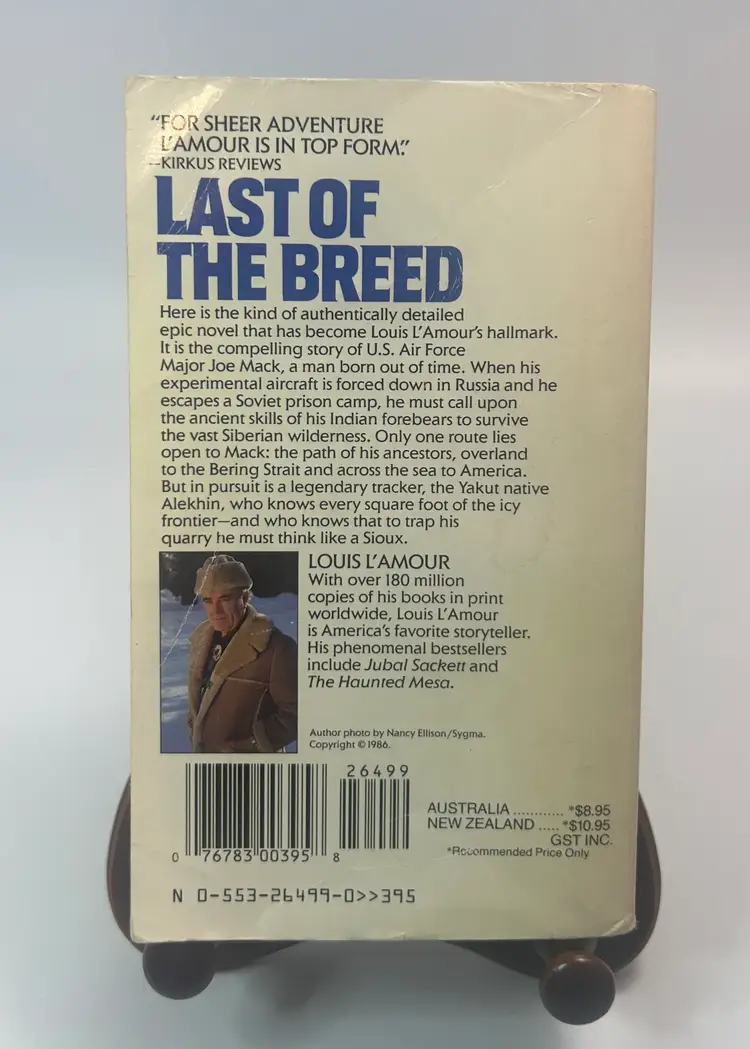 "FOR SHEER ADVENTURE
L'AMOUR IS IN TOP FORM."
—KIRKUS REVIEWS
LAST OF
THE BREED
Here is the kind of authentically detailed
epic novel that has become Louis L'Amour's hallmark.
It is the compelling story of U.S. Air Force
Major Joe Mack, a man born out of time. When his
experimental aircraft is forced down in Russia and he
escapes a Soviet prison camp, he must call upon
the ancient skills of his Indian forebears to survive
the vast Siberian wilderness. Only one route lies
open to Mack: the path of his ancestors, overland
to the Bering Strait and across the sea to America.
But in pursuit is a legendary tracker, the Yakut native
Alekhin, who knows every square foot of the icy
frontier—and who knows that to trap his
quarry he must think like a Sioux.
LOUIS L'AMOUR
With over 180 million
copies of his books in print
worldwide, Louis L'Amour
is America's favorite storyteller.
His phenomenal bestsellers
include Jubal Sackett and
The Haunted Mesa.
Author photo by Nancy Ellison/Sygma.
Copyright © 1986.
26499
0 76783 00395 8
AUSTRALIA ............ *$8.95
NEW ZEALAND ..... *$10.95
GST INC.
*Recommended Price Only
N 0-553-26499-0>>395